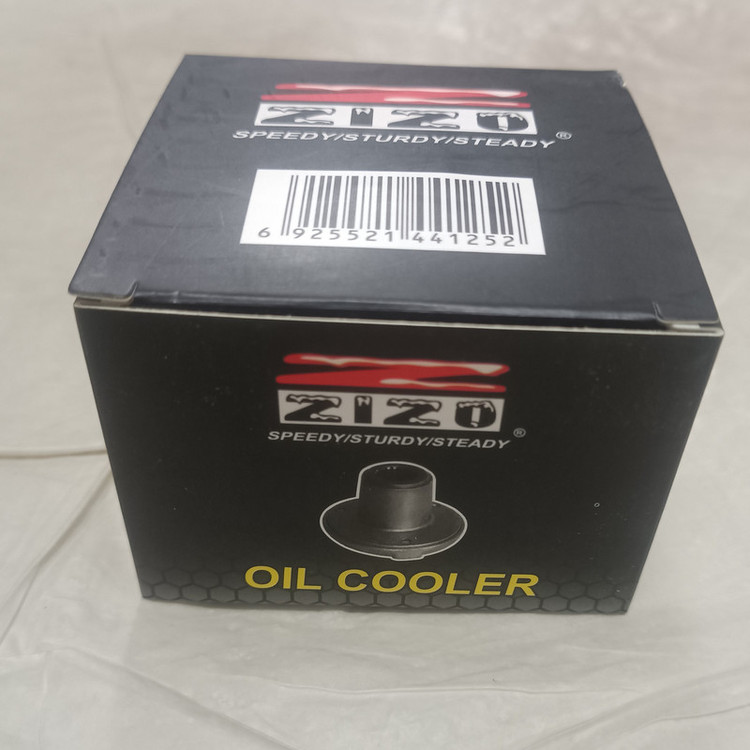 ZIZO
SPEEDY/STURDY/STEADY®
6 925521 441252
ZIZO
SPEEDY/STURDY/STEADY®
OIL COOLER